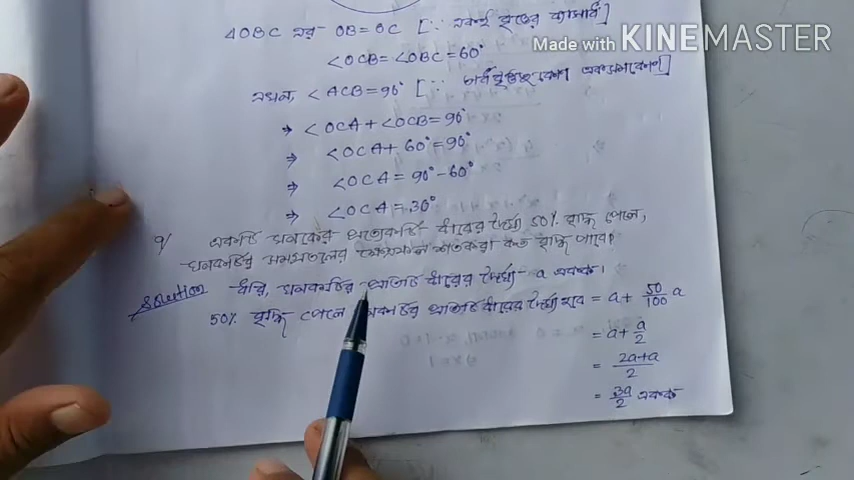 Made with KINEMASTER
∠OBC এর- OB=OC [∵ একই বৃত্তের ব্যাসার্ধ]
∠OCB=∠OBC=60°
এখন, ∠ACB=90° [∵ অর্ধবৃত্তস্থ কোণ একসমকোণ]
⇒ ∠OCA+∠OCB=90°
⇒ ∠OCA+60°=90°
⇒ ∠OCA=90°-60°
⇒ ∠OCA=30°
9/ একটি ঘনকের প্রত্যেকটি- ধারের দৈর্ঘ্য 50% বৃদ্ধি পেলে,
ঘনকটির সমগ্রতলের ক্ষেত্রফল শতকরা কত বৃদ্ধি পাবে।
Solution ধরি, ঘনকটির প্রতিটি ধারের দৈর্ঘ্য- a একক।
50% বৃদ্ধি পেলে ঘনকটির প্রতিটি ধারের দৈর্ঘ্য হবে = a + 50/100 a
= a + a/2
= 2a+a/2
= 3a/2 একক